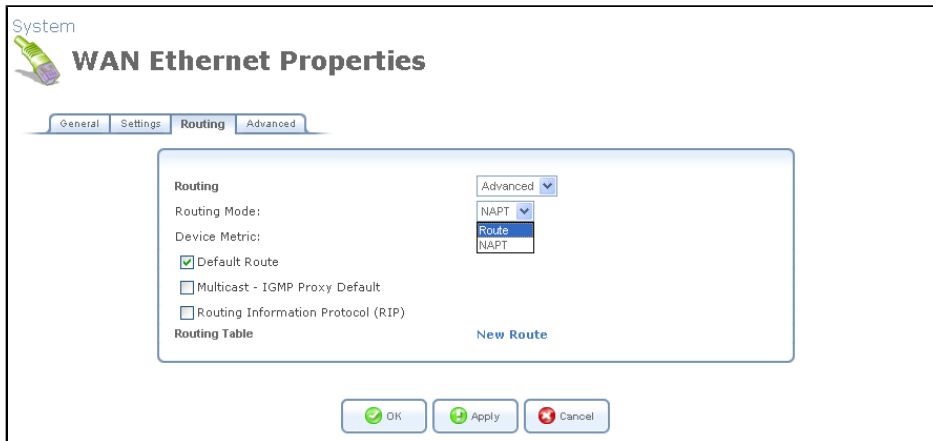 System
WAN Ethernet Properties
General Settings Routing Advanced
Routing Advanced
Routing Mode: NAPT
Route
Device Metric:
NAPT
Default Route
Multicast - IGMP Proxy Default
Routing Information Protocol (RIP)
Routing Table New Route
OK Apply Cancel